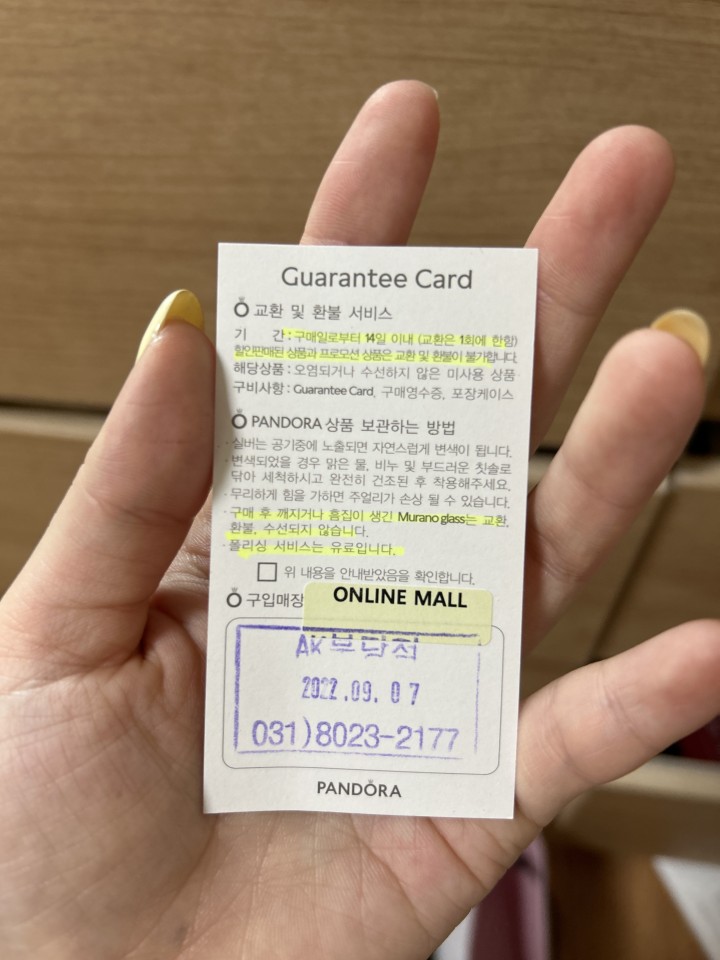 Guarantee Card
교환 및 환불 서비스
기 간 : 구매일로부터 14일 이내 (교환은 1회에 한함)
할인판매된 상품과 프로모션 상품은 교환 및 환불이 불가합니다.
해당상품 : 오염되거나 수선하지 않은 미사용 상품
구비사항 : Guarantee Card, 구매영수증, 포장케이스
PANDORA 상품 보관하는 방법
· 실버는 공기중에 노출되면 자연스럽게 변색이 됩니다.
· 변색되었을 경우 맑은 물, 비누 및 부드러운 칫솔로
닦아 세척하시고 완전히 건조된 후 착용해주세요.
· 무리하게 힘을 가하면 주얼리가 손상 될 수 있습니다.
· 구매 후 깨지거나 흠집이 생긴 Murano glass는 교환,
환불, 수선되지 않습니다.
· 폴리싱 서비스는 유료입니다.
위 내용을 안내받았음을 확인합니다.
구입매장 ONLINE MALL
AK분당점
2022.09.07
031)8023-2177
PANDORA